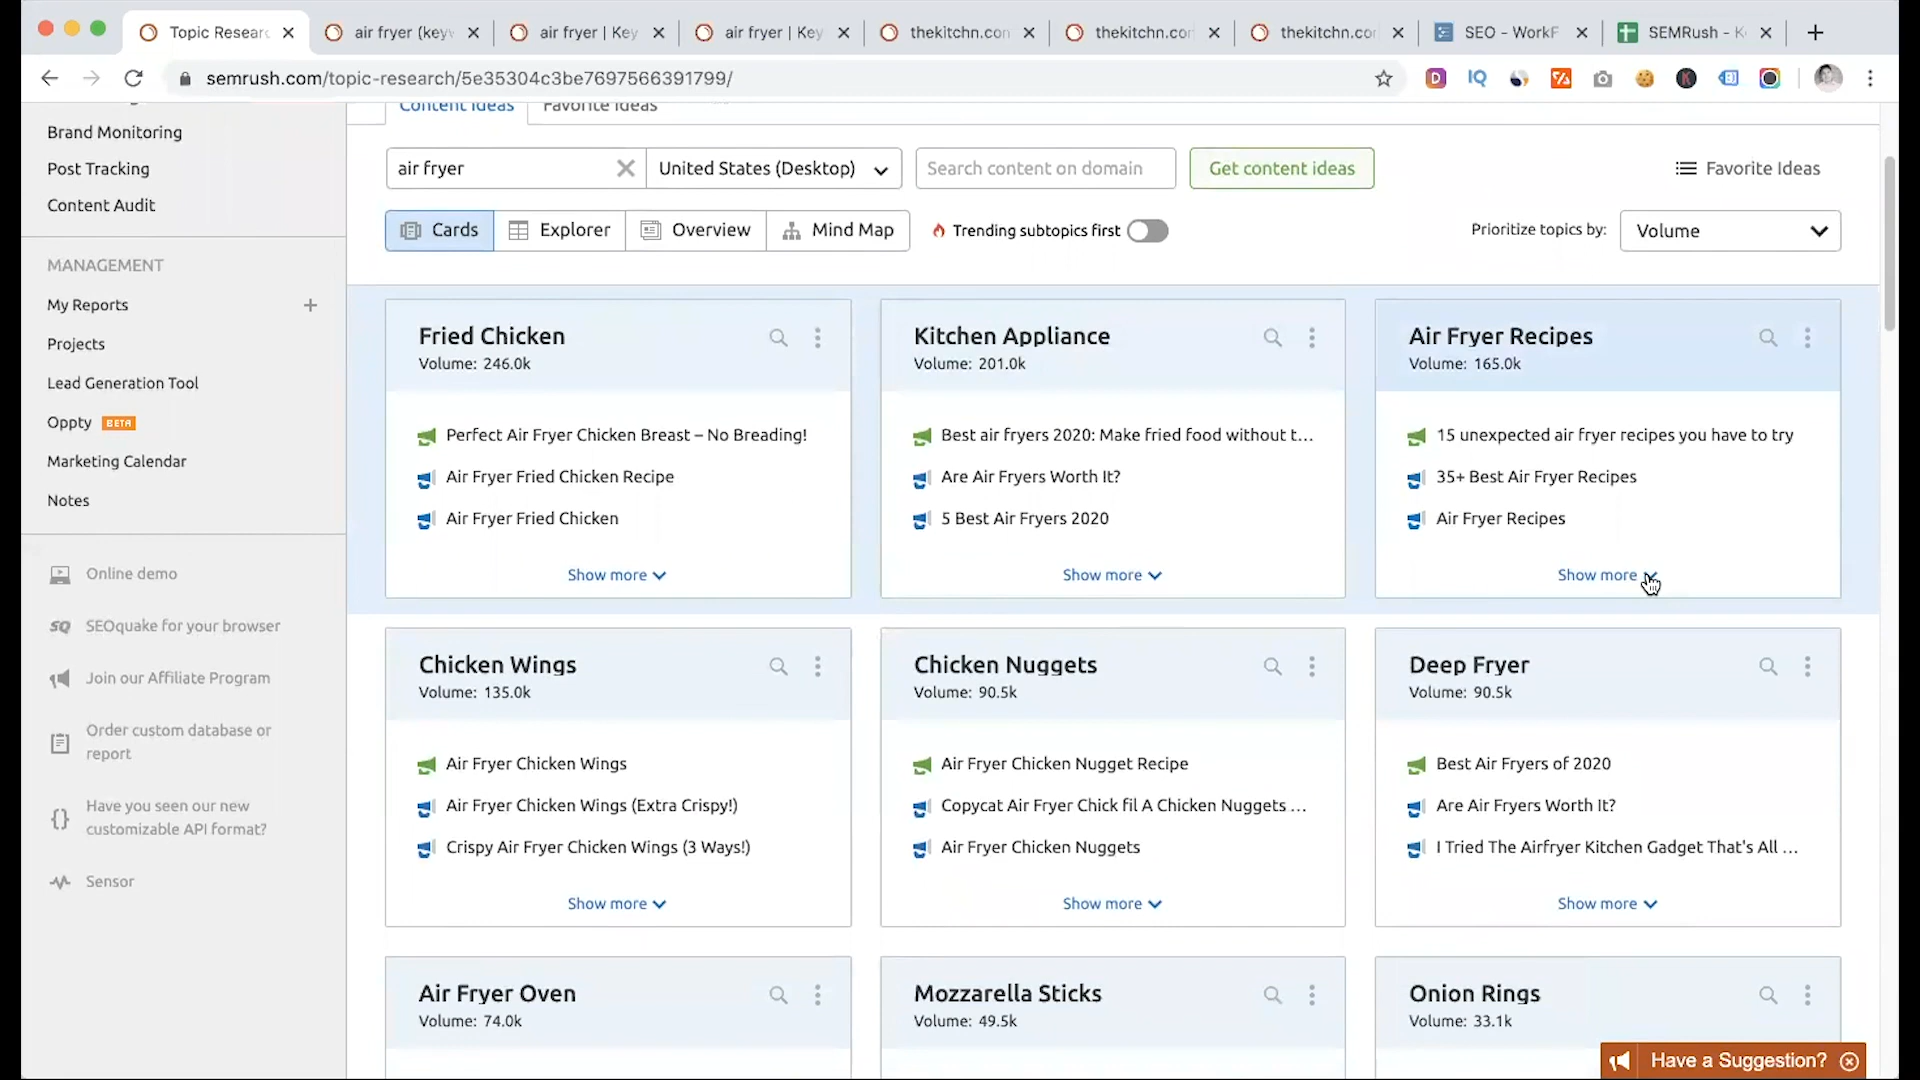 Topic Resear
air fryer (keyw
air fryer | Key
air fryer | Key
thekitchn.con
thekitchn.cor
thekitchn.cor
SEO - WorkF
SEMRush - K
semrush.com/topic-research/5e35304c3be7697566391799/
Content Ideas
Favorite Ideas
Brand Monitoring
Post Tracking
Content Audit
MANAGEMENT
My Reports
Projects
Lead Generation Tool
Oppty BETA
Marketing Calendar
Notes
Online demo
SQ SEOquake for your browser
Join our Affiliate Program
Order custom database or
report
Have you seen our new
customizable API format?
Sensor
air fryer
United States (Desktop)
Search content on domain
Get content ideas
Favorite Ideas
Cards
Explorer
Overview
Mind Map
Trending subtopics first
Prioritize topics by:
Volume
Fried Chicken
Volume: 246.0k
Perfect Air Fryer Chicken Breast – No Breading!
Air Fryer Fried Chicken Recipe
Air Fryer Fried Chicken
Show more
Kitchen Appliance
Volume: 201.0k
Best air fryers 2020: Make fried food without t...
Are Air Fryers Worth It?
5 Best Air Fryers 2020
Show more
Air Fryer Recipes
Volume: 165.0k
15 unexpected air fryer recipes you have to try
35+ Best Air Fryer Recipes
Air Fryer Recipes
Show more
Chicken Wings
Volume: 135.0k
Air Fryer Chicken Wings
Air Fryer Chicken Wings (Extra Crispy!)
Crispy Air Fryer Chicken Wings (3 Ways!)
Show more
Chicken Nuggets
Volume: 90.5k
Air Fryer Chicken Nugget Recipe
Copycat Air Fryer Chick fil A Chicken Nuggets ...
Air Fryer Chicken Nuggets
Show more
Deep Fryer
Volume: 90.5k
Best Air Fryers of 2020
Are Air Fryers Worth It?
I Tried The Airfryer Kitchen Gadget That's All ...
Show more
Air Fryer Oven
Volume: 74.0k
Mozzarella Sticks
Volume: 49.5k
Onion Rings
Volume: 33.1k
Have a Suggestion?